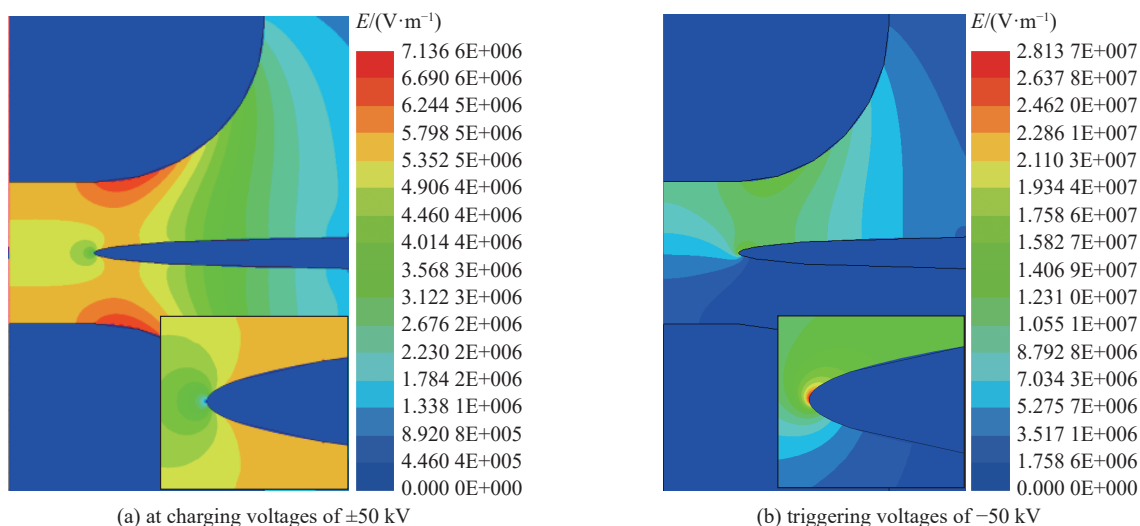 E/(V·m⁻¹)
7.136 6E+006
6.690 6E+006
6.244 5E+006
5.798 5E+006
5.352 5E+006
4.906 4E+006
4.460 4E+006
4.014 4E+006
3.568 3E+006
3.122 3E+006
2.676 2E+006
2.230 2E+006
1.784 2E+006
1.338 1E+006
8.920 8E+005
4.460 4E+005
0.000 0E+000
(a) at charging voltages of ±50 kV
E/(V·m⁻¹)
2.813 7E+007
2.637 8E+007
2.462 0E+007
2.286 1E+007
2.110 3E+007
1.934 4E+007
1.758 6E+007
1.582 7E+007
1.406 9E+007
1.231 0E+007
1.055 1E+007
8.792 8E+006
7.034 3E+006
5.275 7E+006
3.517 1E+006
1.758 6E+006
0.000 0E+000
(b) triggering voltages of −50 kV